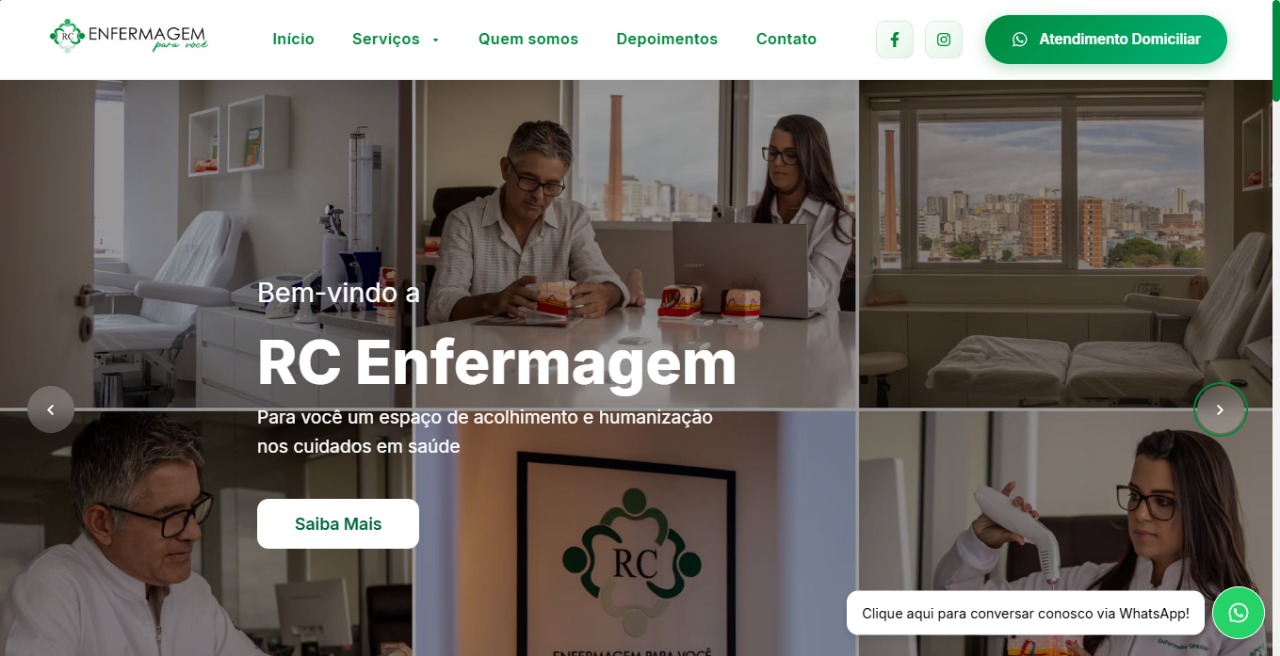 RC
ENFERMAGEM
para você
Início
Serviços
Quem somos
Depoimentos
Contato
Atendimento Domiciliar
Bem-vindo a
RC Enfermagem
Para você um espaço de acolhimento e humanização
nos cuidados em saúde
Saiba Mais
RC
ENFERMAGEM PARA VOCÊ
Clique aqui para conversar conosco via WhatsApp!